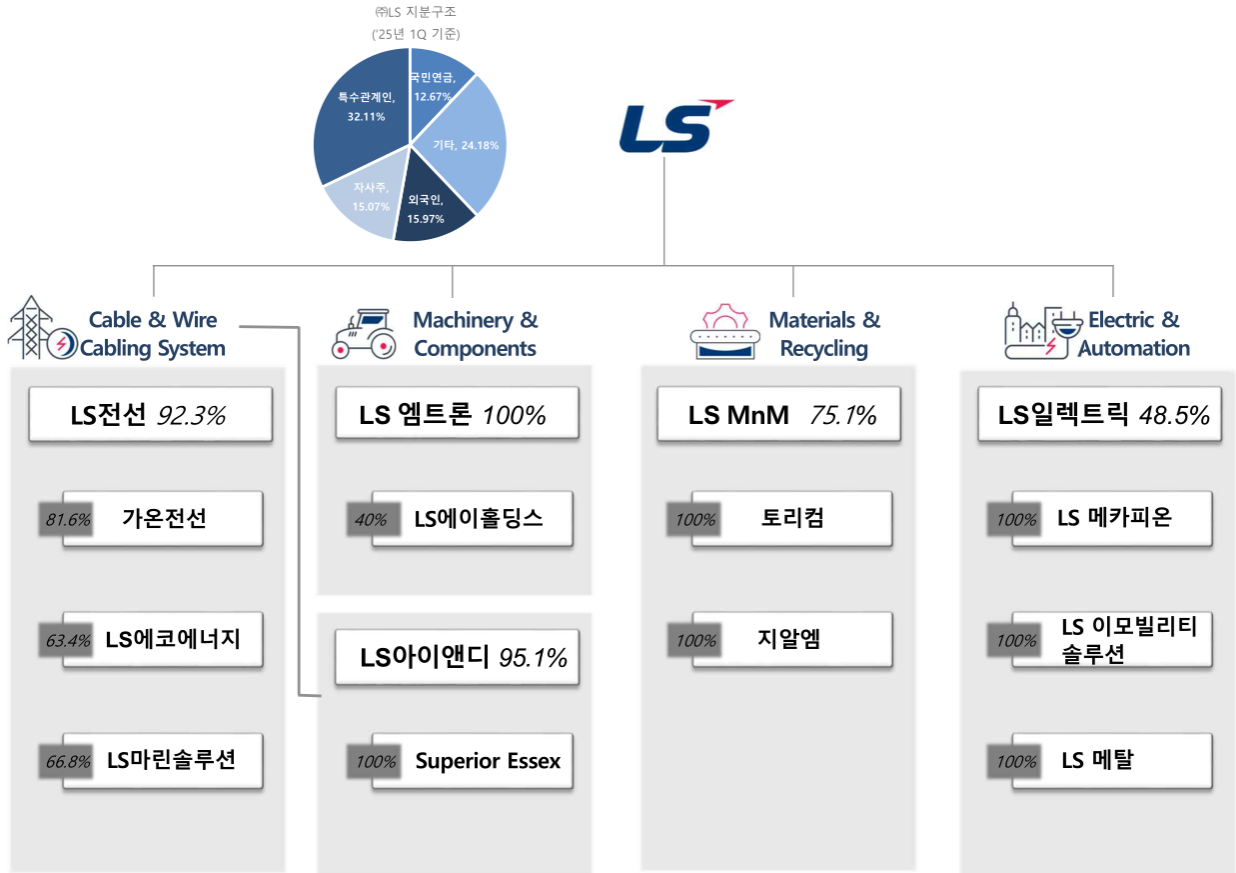 ㈜LS 지분구조
('25년 1Q 기준)
국민연금,
12.67%
특수관계인,
32.11%
기타, 24.18%
자사주,
15.07%
외국인,
15.97%
LS
Cable & Wire
Cabling System
Machinery &
Components
Materials &
Recycling
Electric &
Automation
LS전선 92.3%
81.6% 가온전선
63.4% LS에코에너지
66.8% LS마린솔루션
LS 엠트론 100%
40% LS에이홀딩스
LS아이앤디 95.1%
100% Superior Essex
LS MnM 75.1%
100% 토리컴
100% 지알엠
LS일렉트릭 48.5%
100% LS 메카피온
100% LS 이모빌리티
솔루션
100% LS 메탈